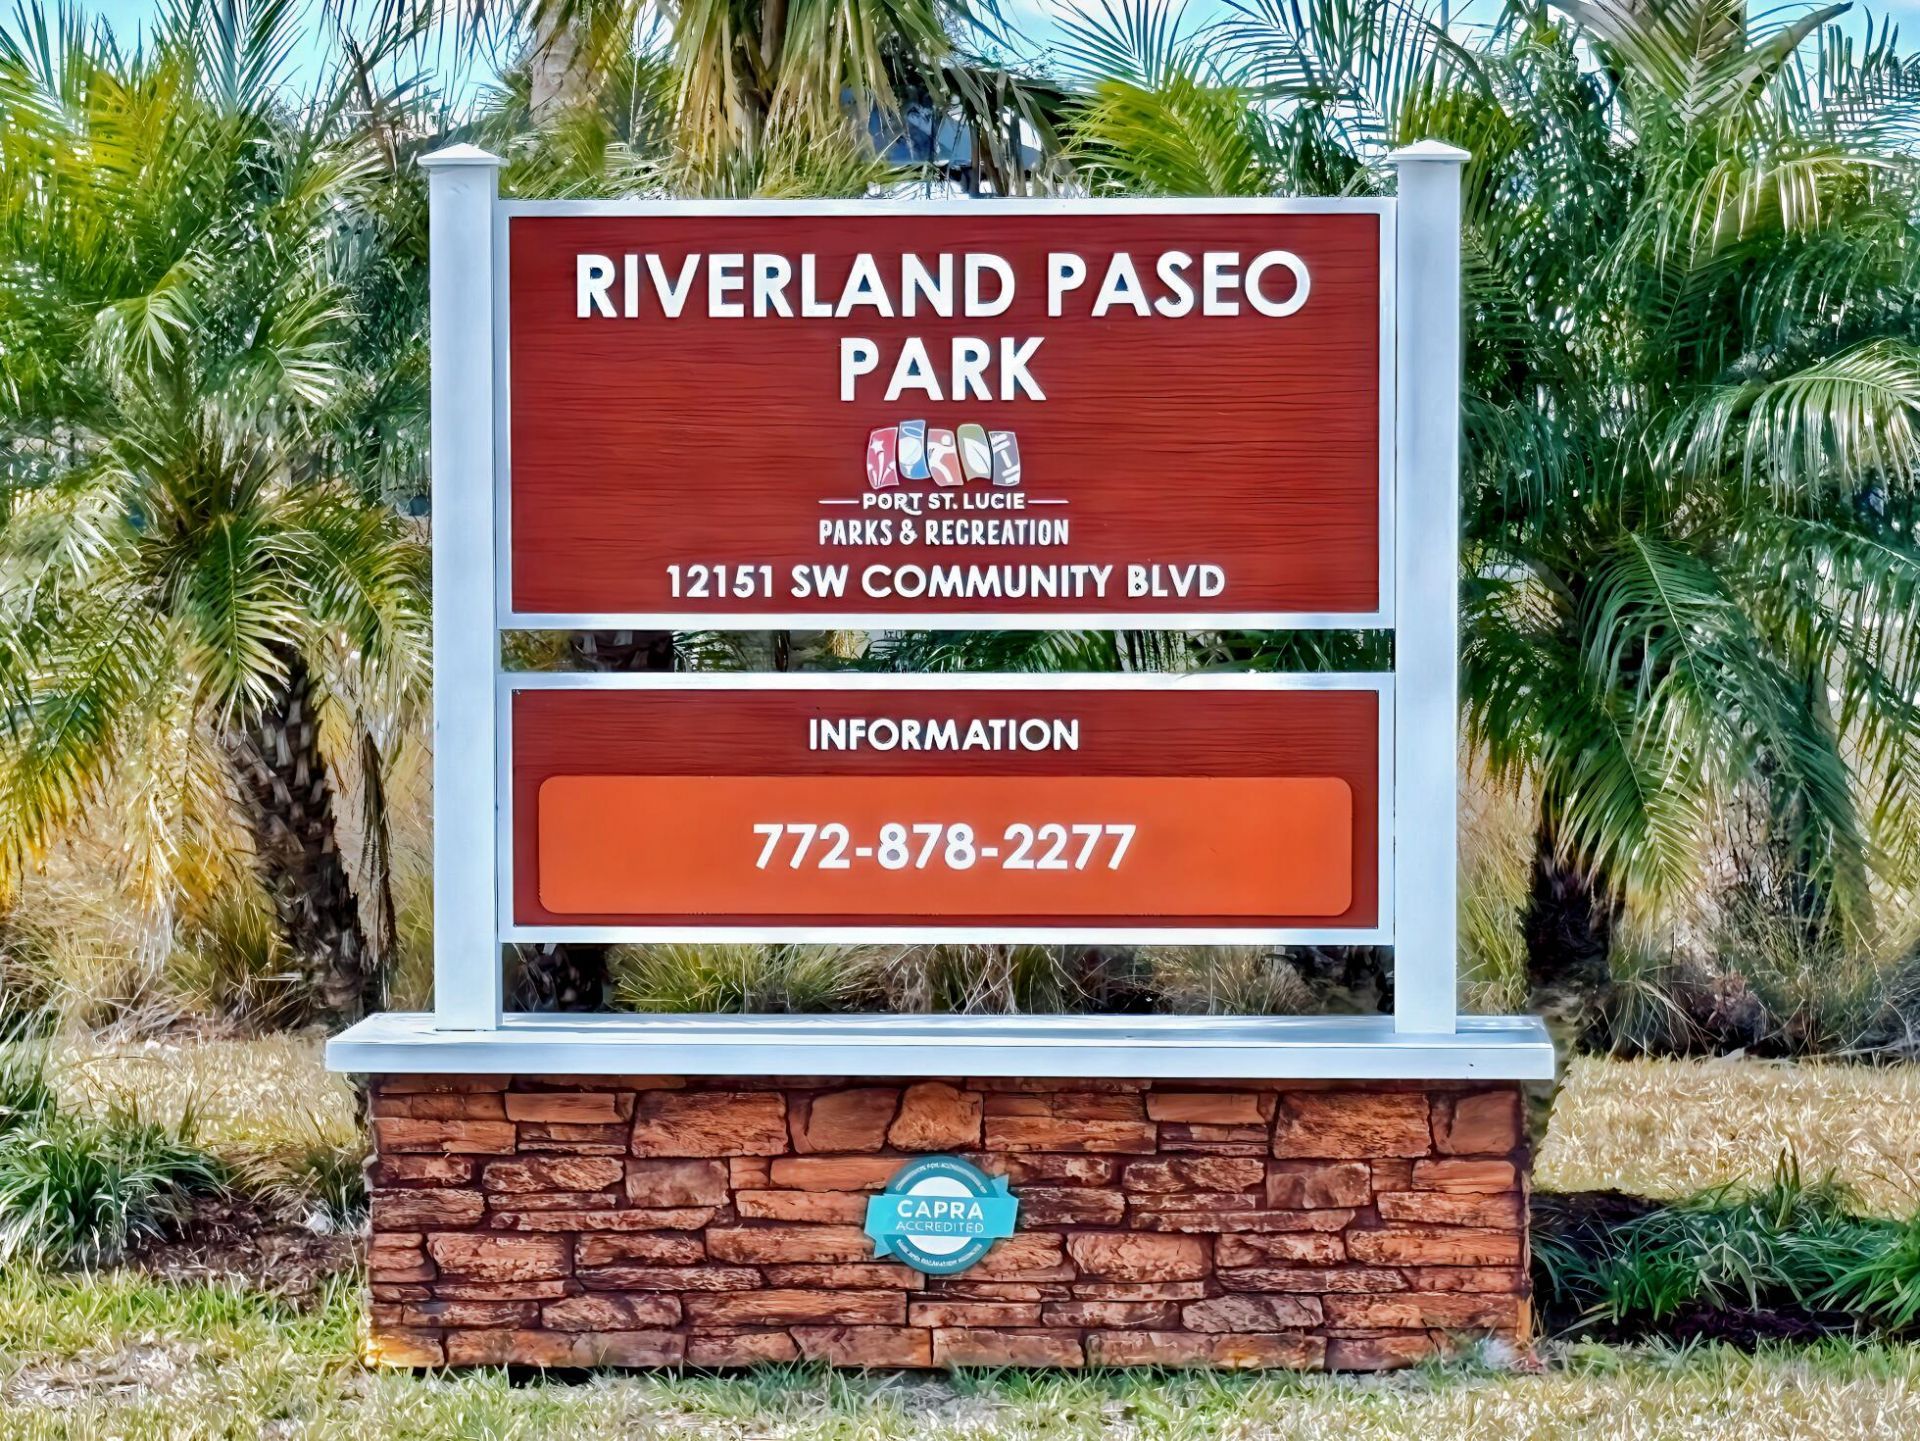 RIVERLAND PASEO
PARK
PORT ST. LUCIE
PARKS & RECREATION
12151 SW COMMUNITY BLVD
INFORMATION
772-878-2277
CAPRA
ACCREDITED